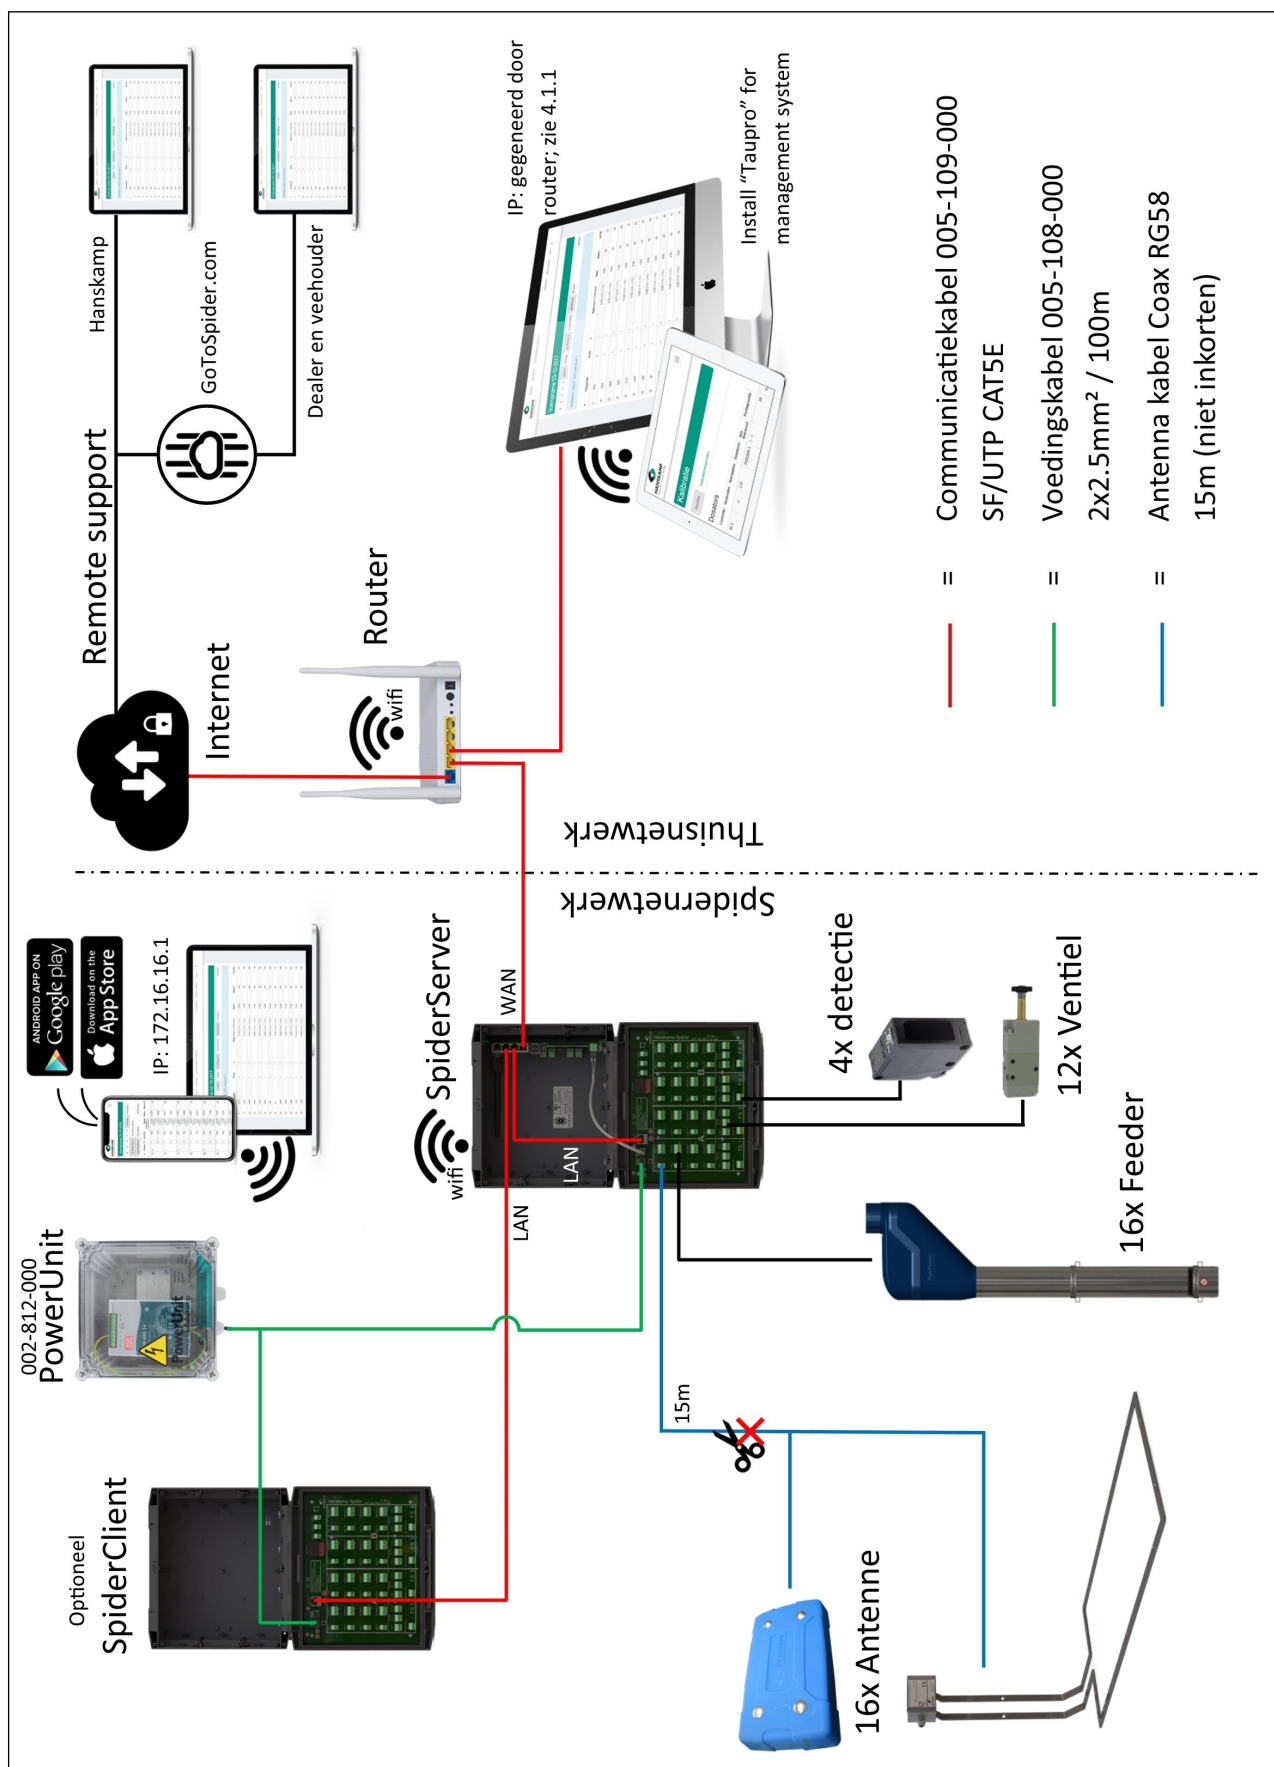 Optioneel
SpiderClient
002-812-000
PowerUnit
PowerUnit
ANDROID APP ON
Google play
Download on the
App Store
IP: 172.16.16.1
wifi
SpiderServer
LAN
LAN
WAN
A
B
Spidernetwerk
Thuisnetwerk
Internet
Remote support
Hanskamp
GoToSpider.com
Dealer en veehouder
Router
wifi
IP: gegeneerd door
router; zie 4.1.1
HANSKAMP
Kalibratie
Dosators
Install “Taupro” for
management system
15m
16x Antenne
16x Feeder
4x detectie
12x Ventiel
= Communicatiekabel 005-109-000
SF/UTP CAT5E
= Voedingskabel 005-108-000
2x2.5mm² / 100m
= Antenna kabel Coax RG58
15m (niet inkorten)